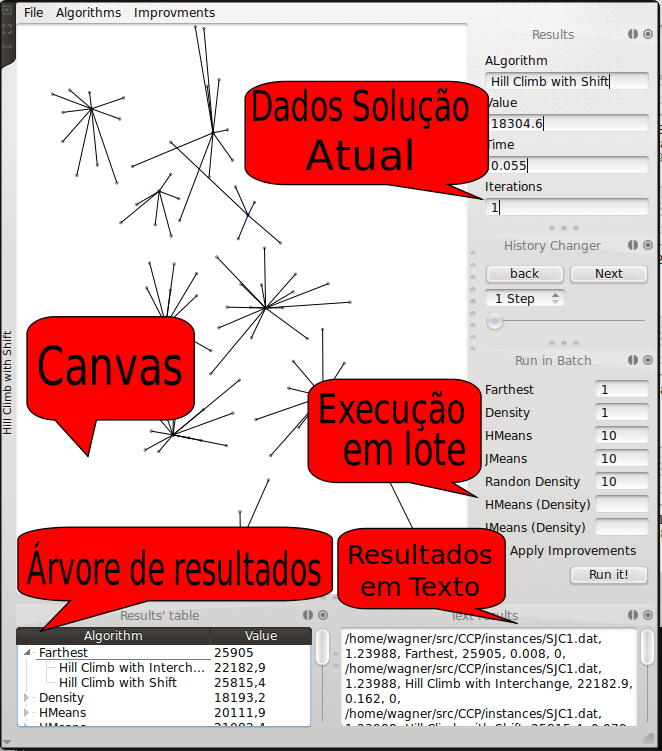 File Algorithms Improvments
Results
ALgorithm
Hill Climb with Shift
Value
18304.6
Time
0.055
Iterations
1
Dados Solução
Atual
History Changer
back Next
1 Step
Hill Climb with Shift
Canvas
Run in Batch
Farthest 1
Density 1
HMeans 10
JMeans 10
Randon Density 10
HMeans (Density)
JMeans (Density)
Apply Improvements
Run it!
Execução
em lote
Árvore de resultados
Resultados
em Texto
Results' table
Algorithm Value
Farthest 25905
Hill Climb with Interch... 22182,9
Hill Climb with Shift 25815,4
Density 18193,2
HMeans 20111,9
Text results
/home/wagner/src/CCP/instances/SJC1.dat,
1.23988, Farthest, 25905, 0.008, 0,
/home/wagner/src/CCP/instances/SJC1.dat,
1.23988, Hill Climb with Interchange, 22182.9,
0.162, 0,
/home/wagner/src/CCP/instances/SJC1.dat,